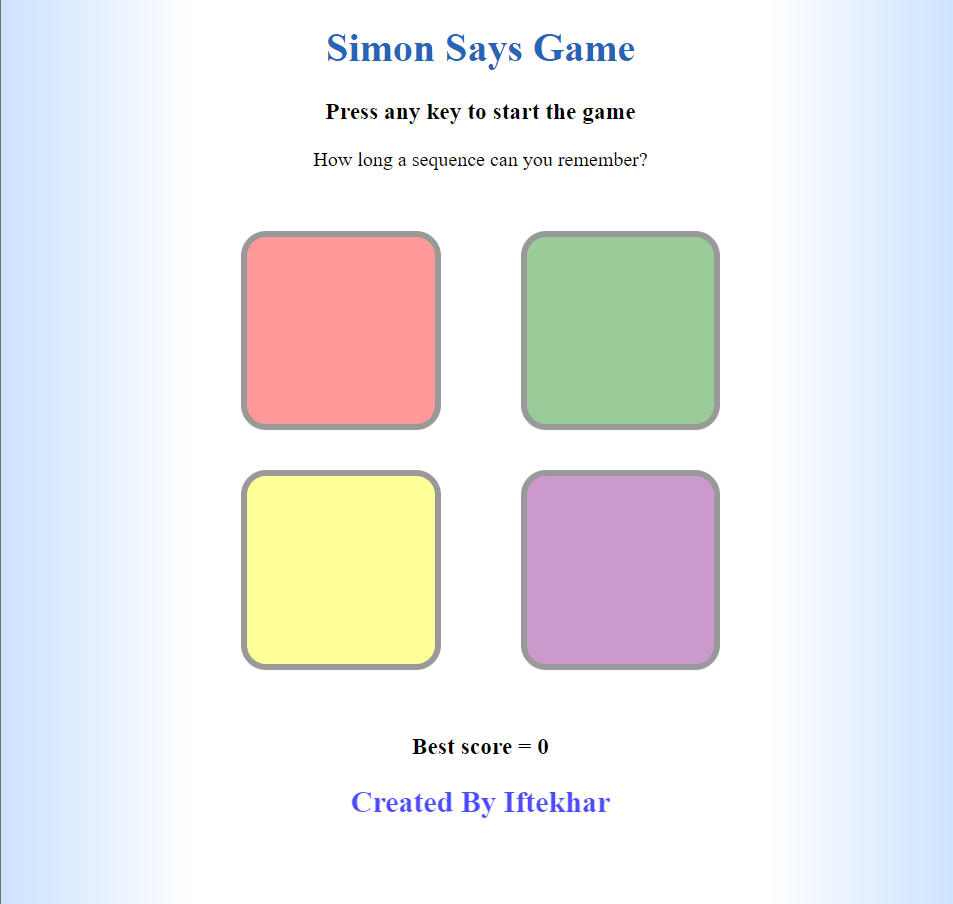 Simon Says Game
Press any key to start the game
How long a sequence can you remember?
Best score = 0
Created By Iftekhar